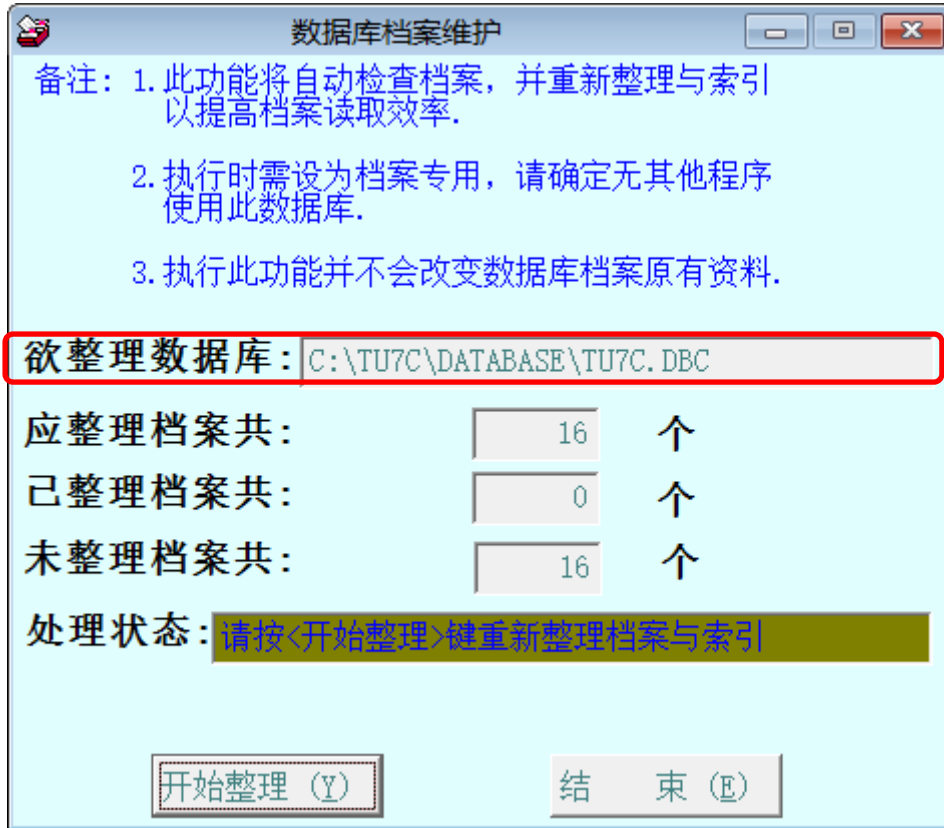 数据库档案维护
备注: 1.此功能将自动检查档案，并重新整理与索引
以提高档案读取效率.
2.执行时需设为档案专用，请确定无其他程序
使用此数据库.
3.执行此功能并不会改变数据库档案原有资料.
欲整理数据库: C:\TU7C\DATABASE\TU7C.DBC
应整理档案共: 16 个
已整理档案共: 0 个
未整理档案共: 16 个
处理状态: 请按<开始整理>键重新整理档案与索引
开始整理 (Y) 结 束 (E)